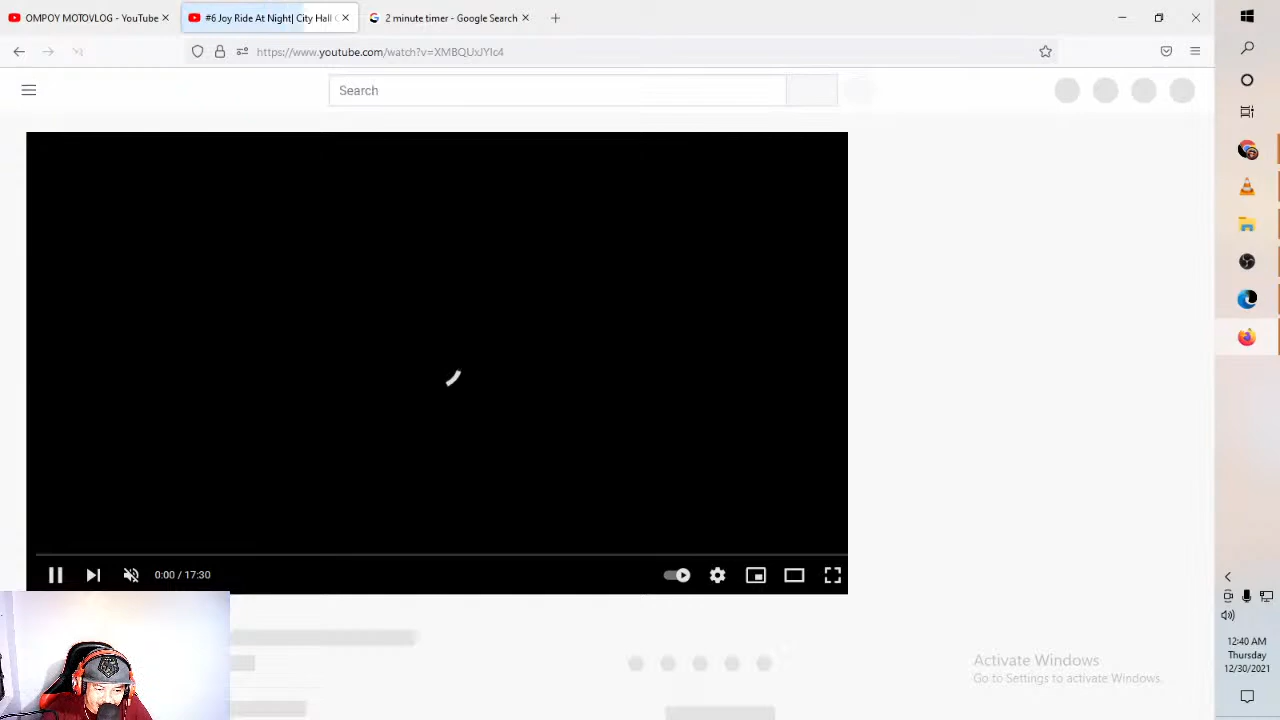 OMPOY MOTOVLOG - YouTube
#6 Joy Ride At Night| City Hall
2 minute timer - Google Search
https://www.youtube.com/watch?v=XMBQUxJYlc4
Search
0:00 / 17:30
Activate Windows
Go to Settings to activate Windows.
12:40 AM
Thursday
12/30/2021